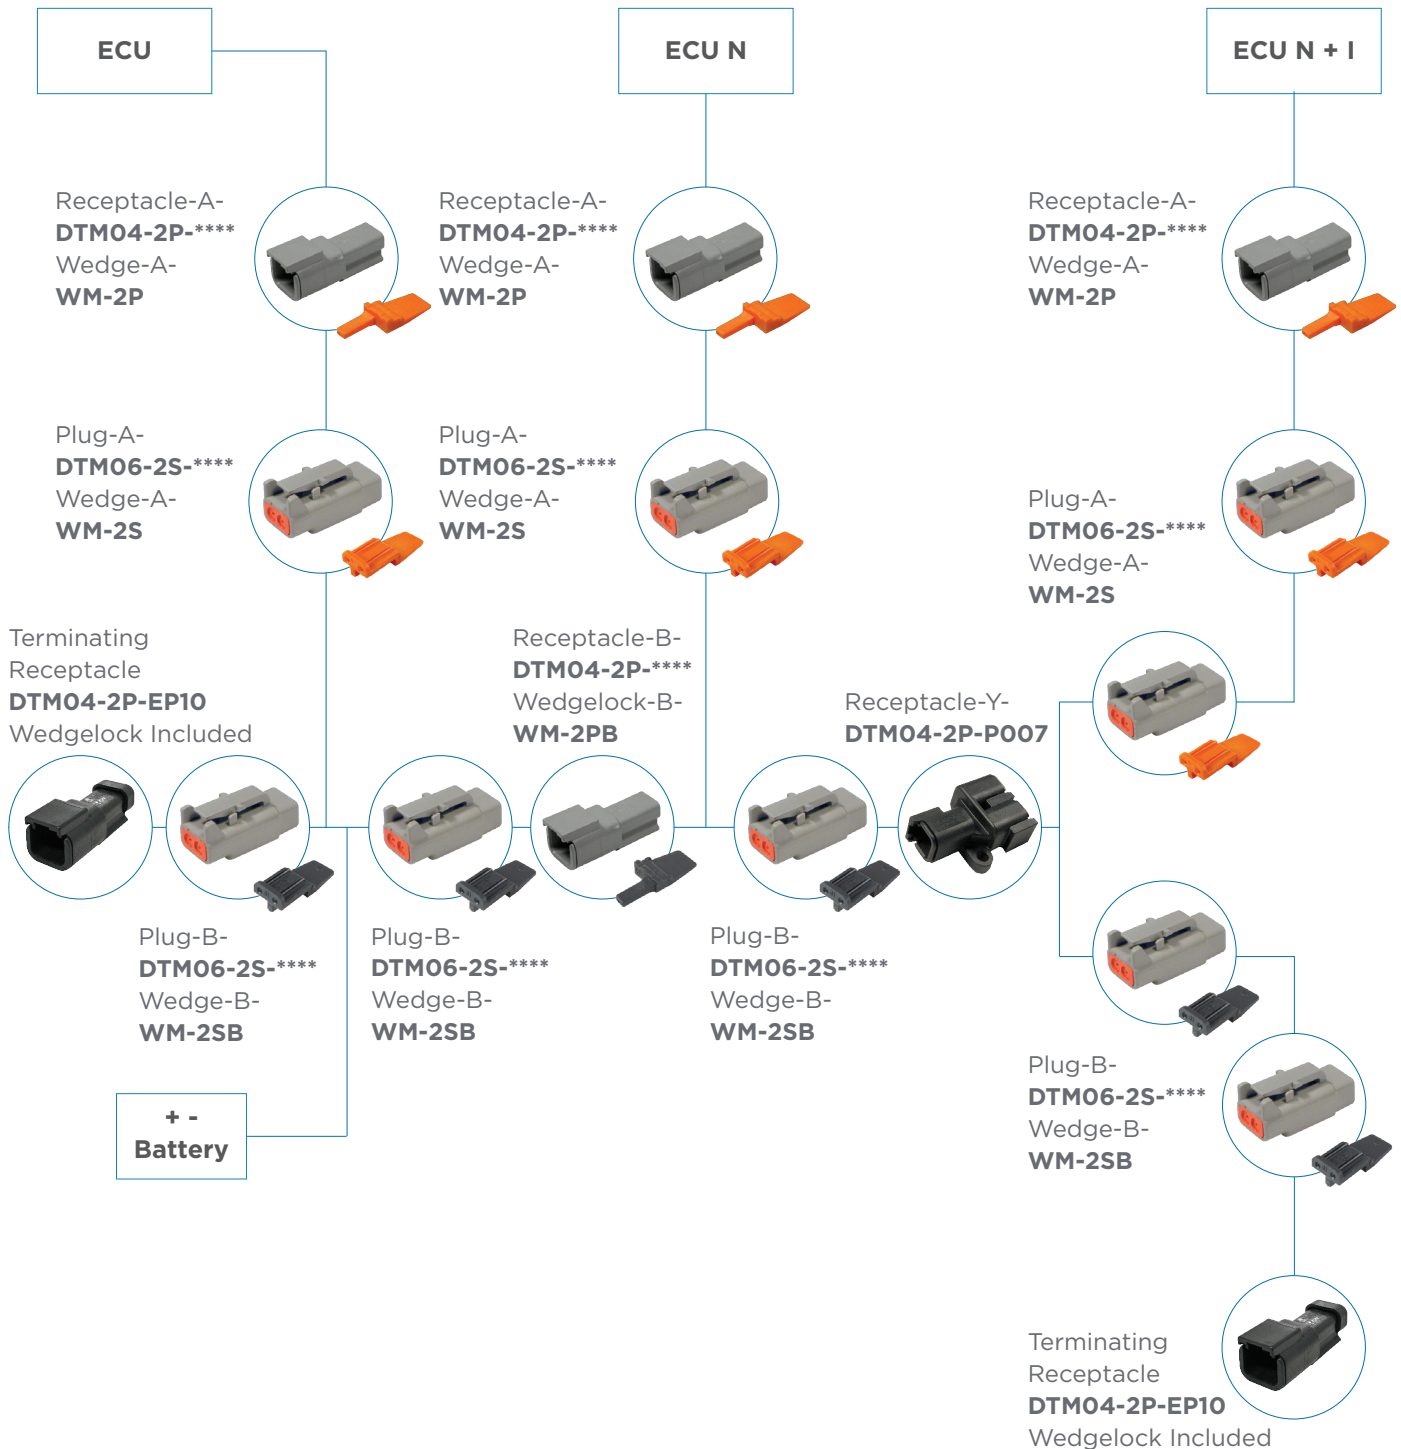 ECU
ECU N
ECU N + I
Receptacle-A-
DTM04-2P-****
Wedge-A-
WM-2P
Receptacle-A-
DTM04-2P-****
Wedge-A-
WM-2P
Receptacle-A-
DTM04-2P-****
Wedge-A-
WM-2P
Plug-A-
DTM06-2S-****
Wedge-A-
WM-2S
Plug-A-
DTM06-2S-****
Wedge-A-
WM-2S
Plug-A-
DTM06-2S-****
Wedge-A-
WM-2S
Terminating
Receptacle
DTM04-2P-EP10
Wedgelock Included
Receptacle-B-
DTM04-2P-****
Wedgelock-B-
WM-2PB
Receptacle-Y-
DTM04-2P-P007
Plug-B-
DTM06-2S-****
Wedge-B-
WM-2SB
Plug-B-
DTM06-2S-****
Wedge-B-
WM-2SB
Plug-B-
DTM06-2S-****
Wedge-B-
WM-2SB
Plug-B-
DTM06-2S-****
Wedge-B-
WM-2SB
+ -
Battery
Terminating
Receptacle
DTM04-2P-EP10
Wedgelock Included